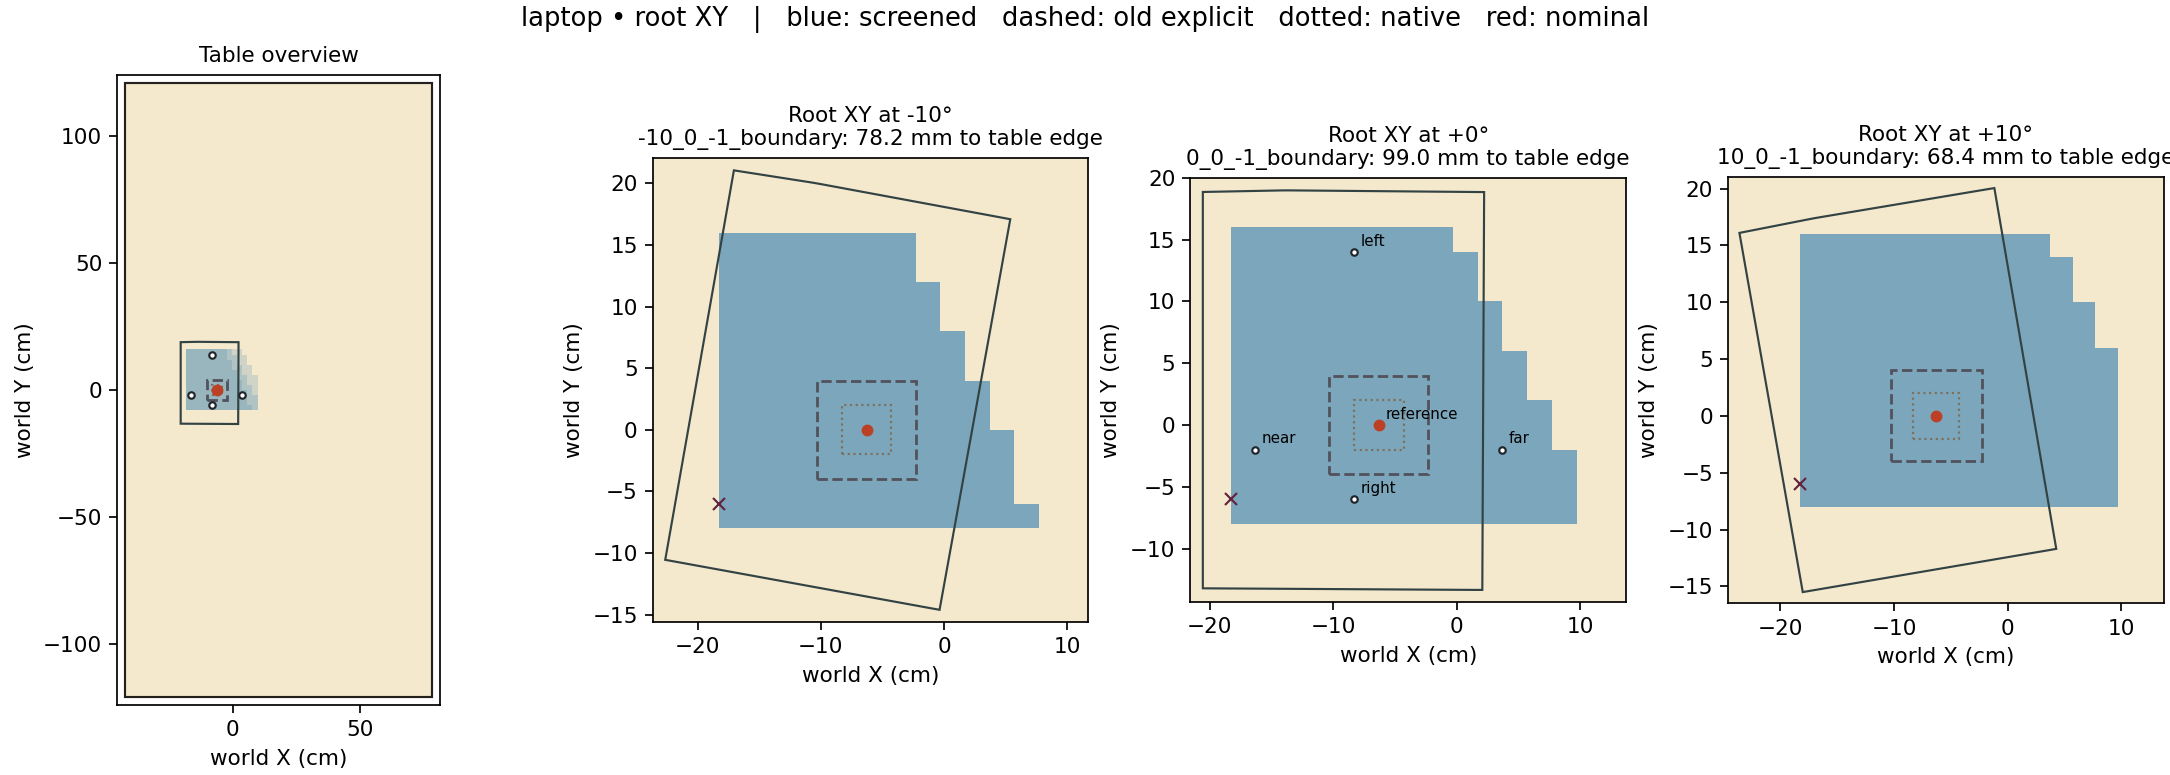 laptop • root XY | blue: screened dashed: old explicit dotted: native red: nominal
Table overview
world Y (cm)
100
50
0
−50
−100
0
50
world X (cm)
Root XY at -10°
-10_0_-1_boundary: 78.2 mm to table edge
world Y (cm)
20
15
10
5
0
−5
−10
−15
−20
−10
0
10
world X (cm)
Root XY at +0°
0_0_-1_boundary: 99.0 mm to table edge
world Y (cm)
20
15
10
5
0
−5
−10
left
reference
near
far
right
−20
−10
0
10
world X (cm)
Root XY at +10°
10_0_-1_boundary: 68.4 mm to table edge
world Y (cm)
20
15
10
5
0
−5
−10
−15
−20
−10
0
10
world X (cm)